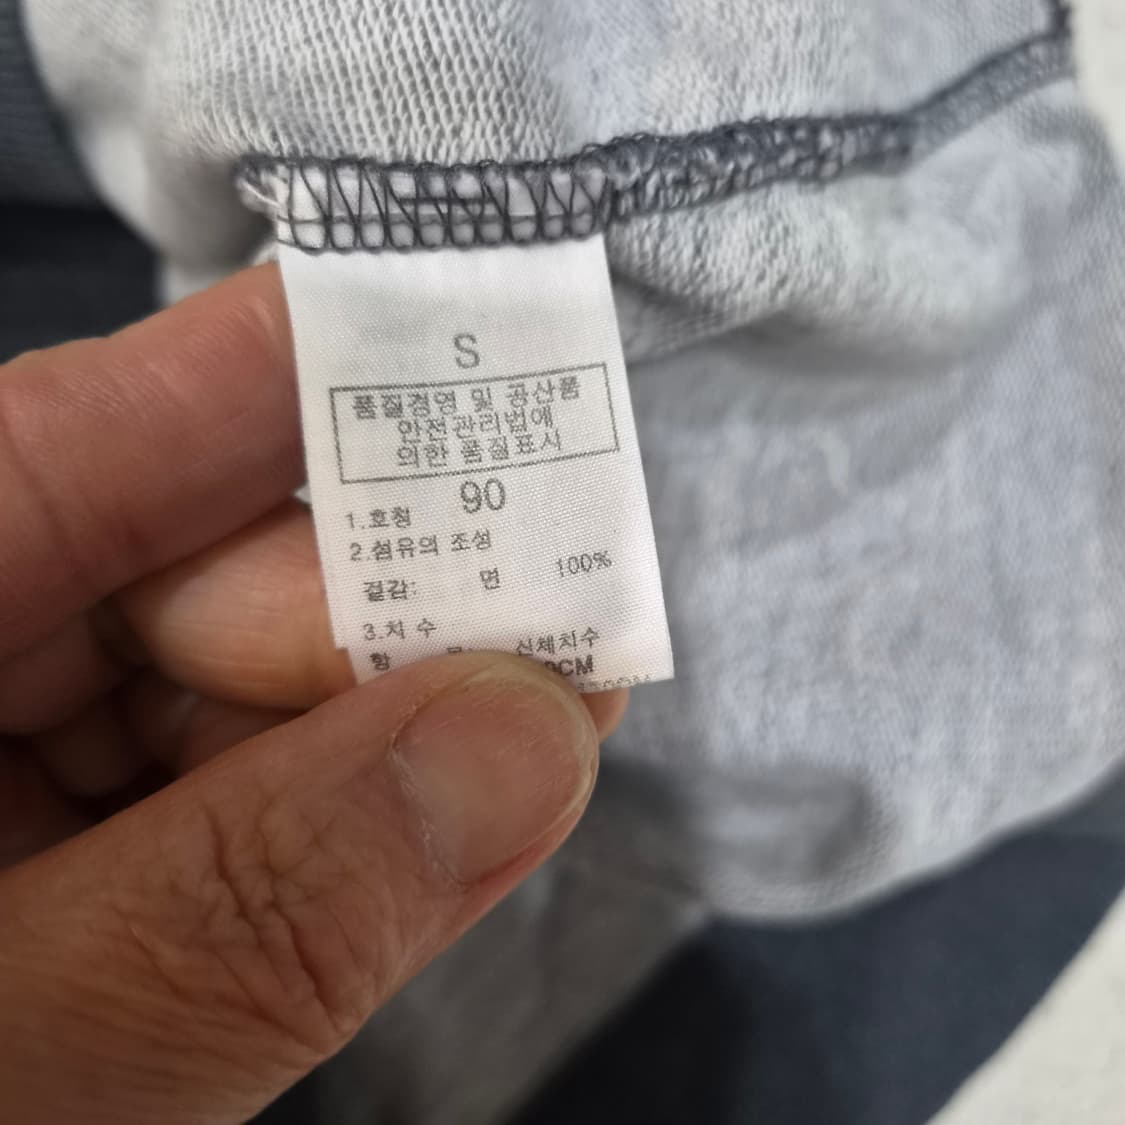 S
품질경영 및 공산품
안전관리법에
의한 품질표시
90
1.호칭
2.섬유의 조성
겉감: 면 100%
3.치 수
항 신체치수
0CM